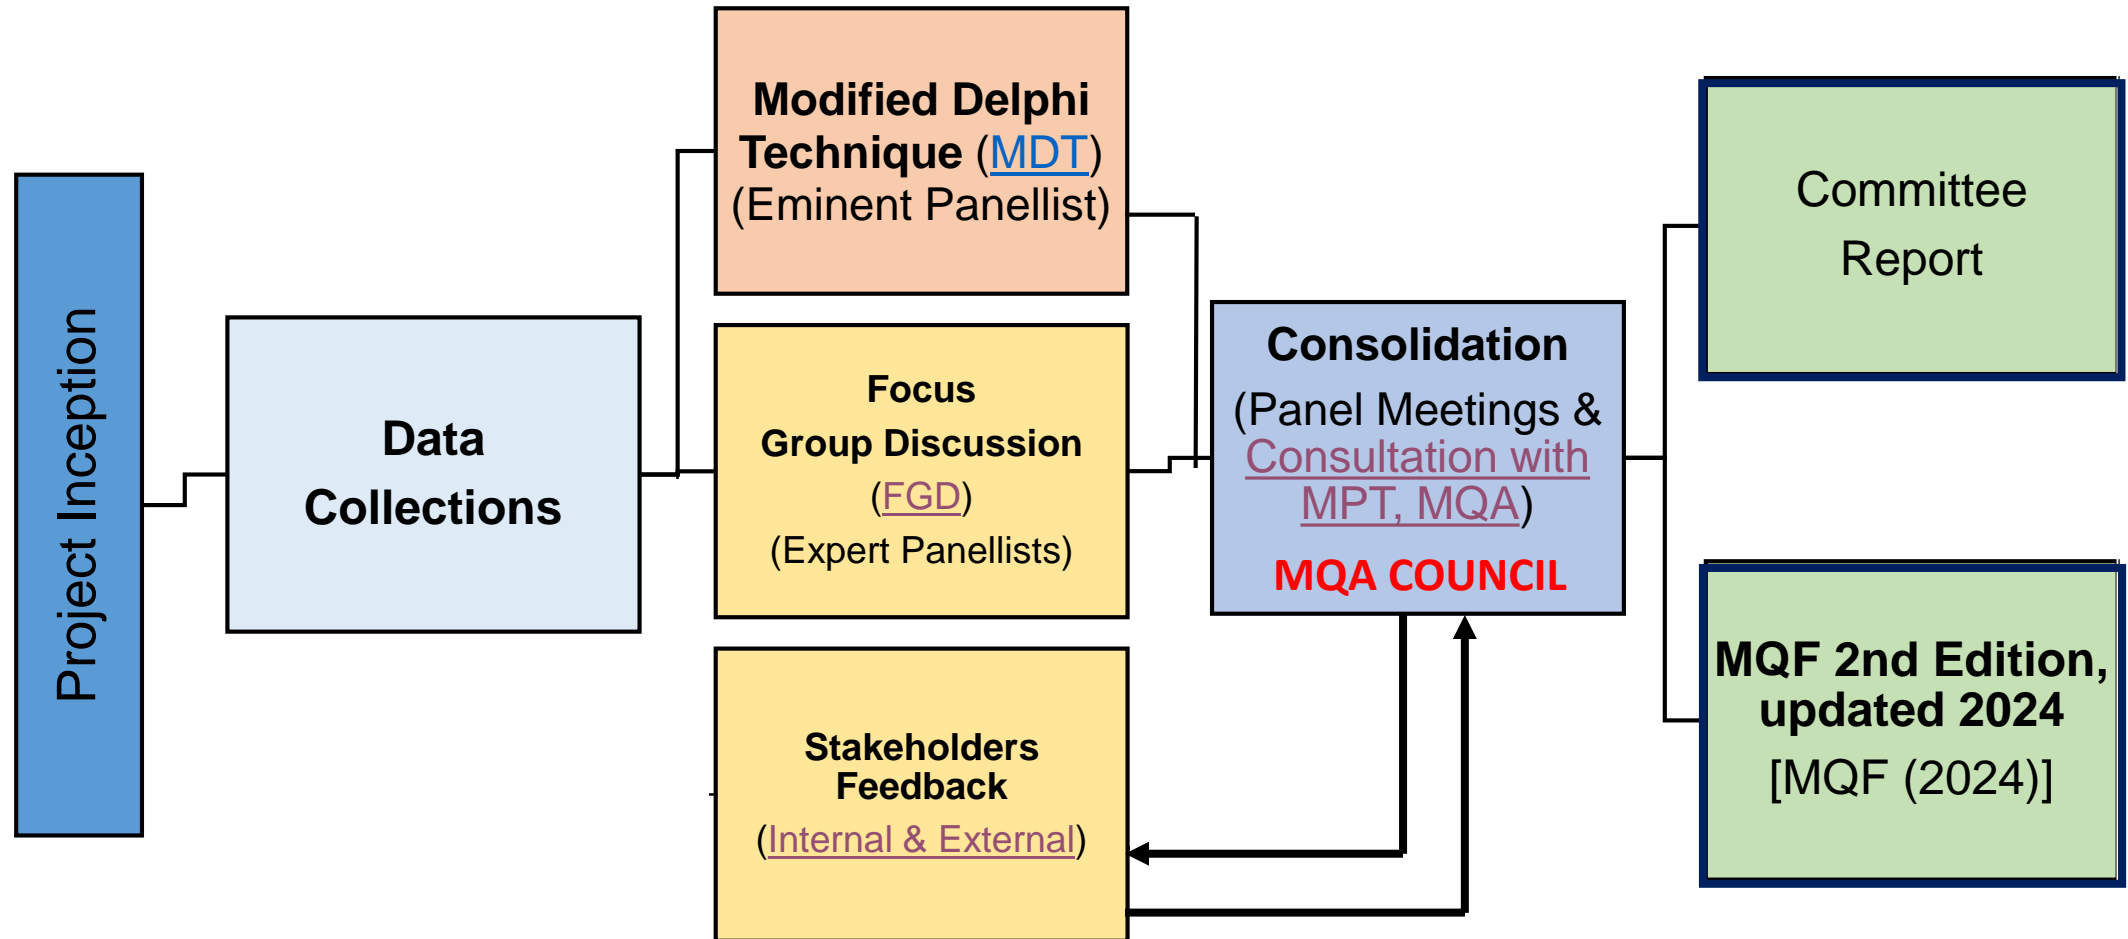 Project Inception
Data
Collections
Modified Delphi
Technique (MDT)
(Eminent Panellist)
Focus
Group Discussion
(FGD)
(Expert Panellists)
Stakeholders
Feedback
(Internal & External)
Consolidation
(Panel Meetings &
Consultation with
MPT, MQA)
MQA COUNCIL
Committee
Report
MQF 2nd Edition,
updated 2024
[MQF (2024)]